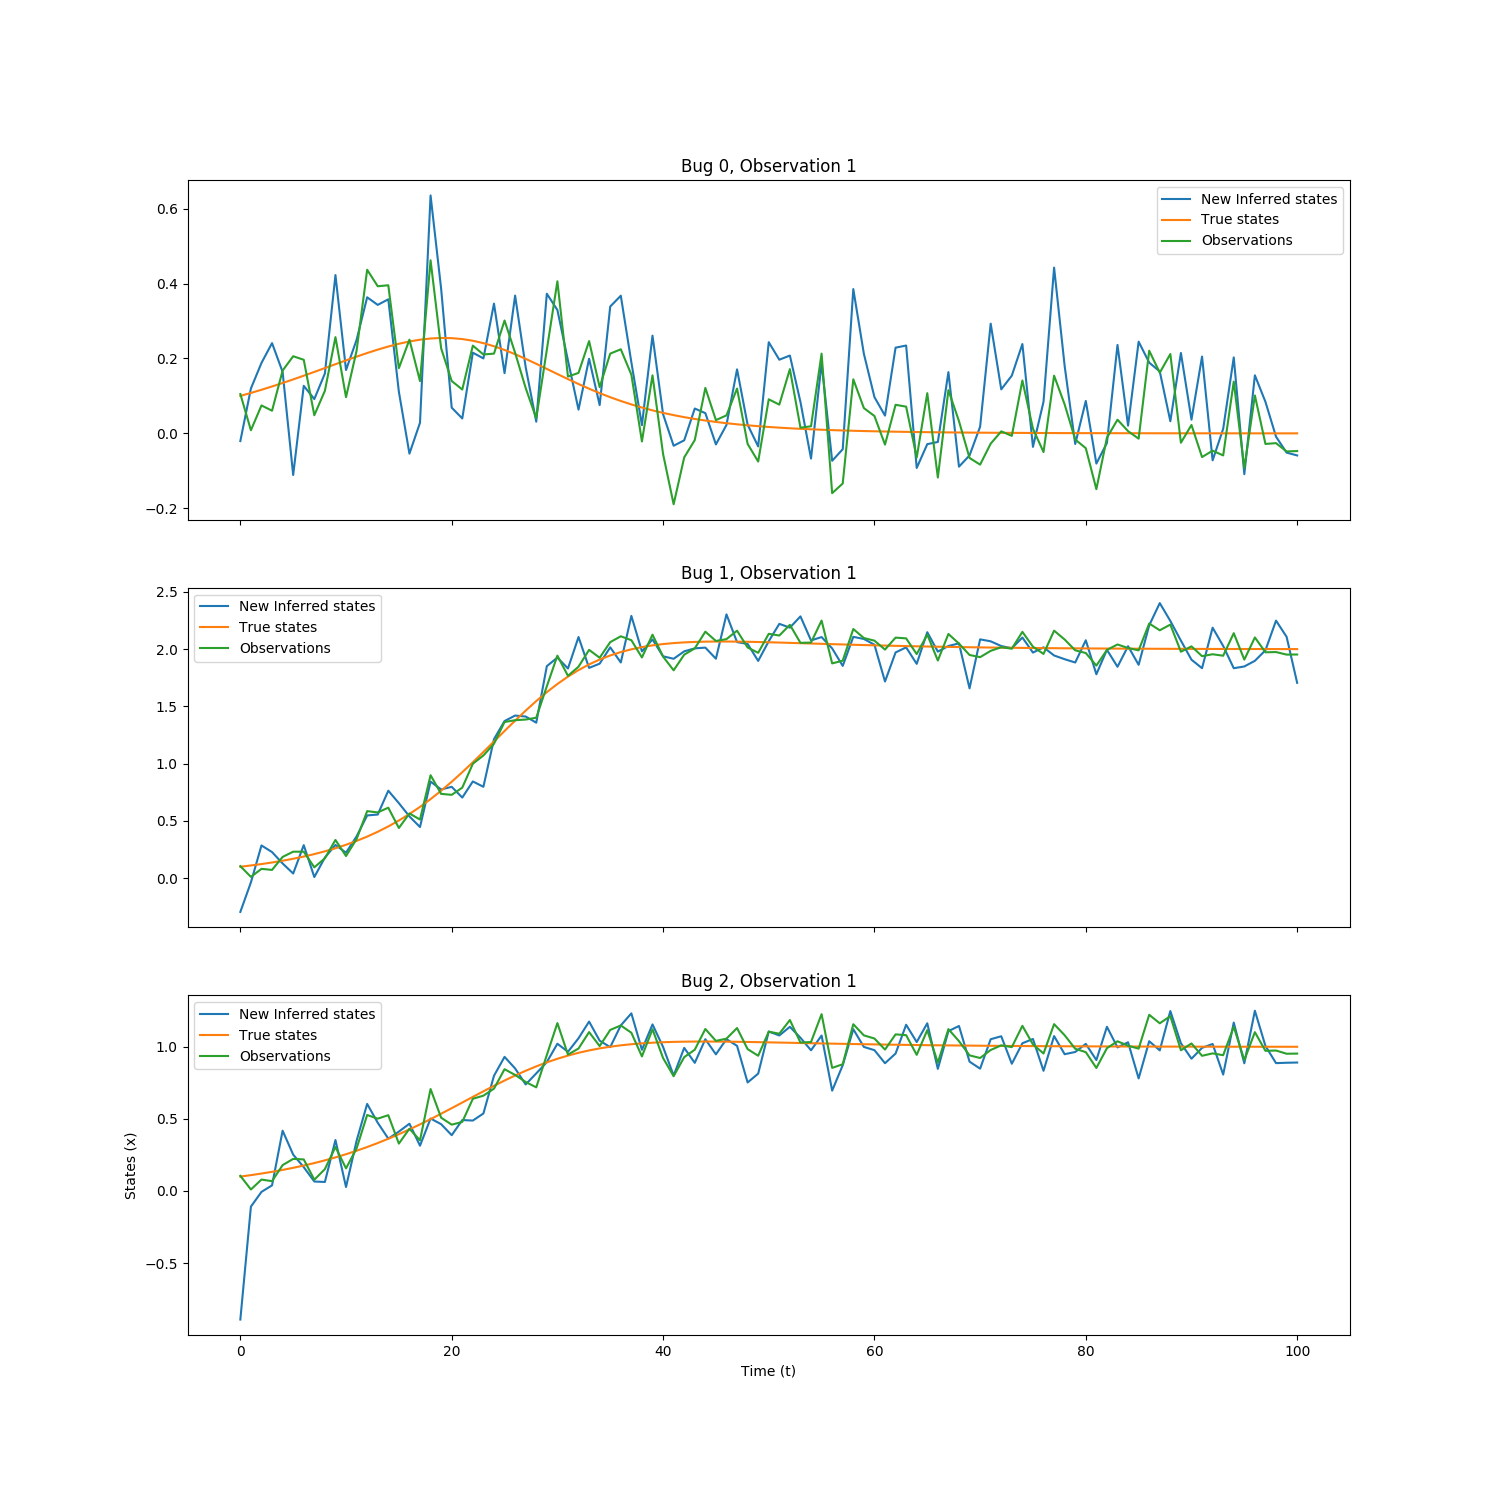 Bug 0, Observation 1
0.6
0.4
0.2
0.0
−0.2
New Inferred states
True states
Observations
Bug 1, Observation 1
2.5
2.0
1.5
1.0
0.5
0.0
New Inferred states
True states
Observations
Bug 2, Observation 1
1.0
0.5
0.0
−0.5
New Inferred states
True states
Observations
States (x)
0 20 40 60 80 100
Time (t)